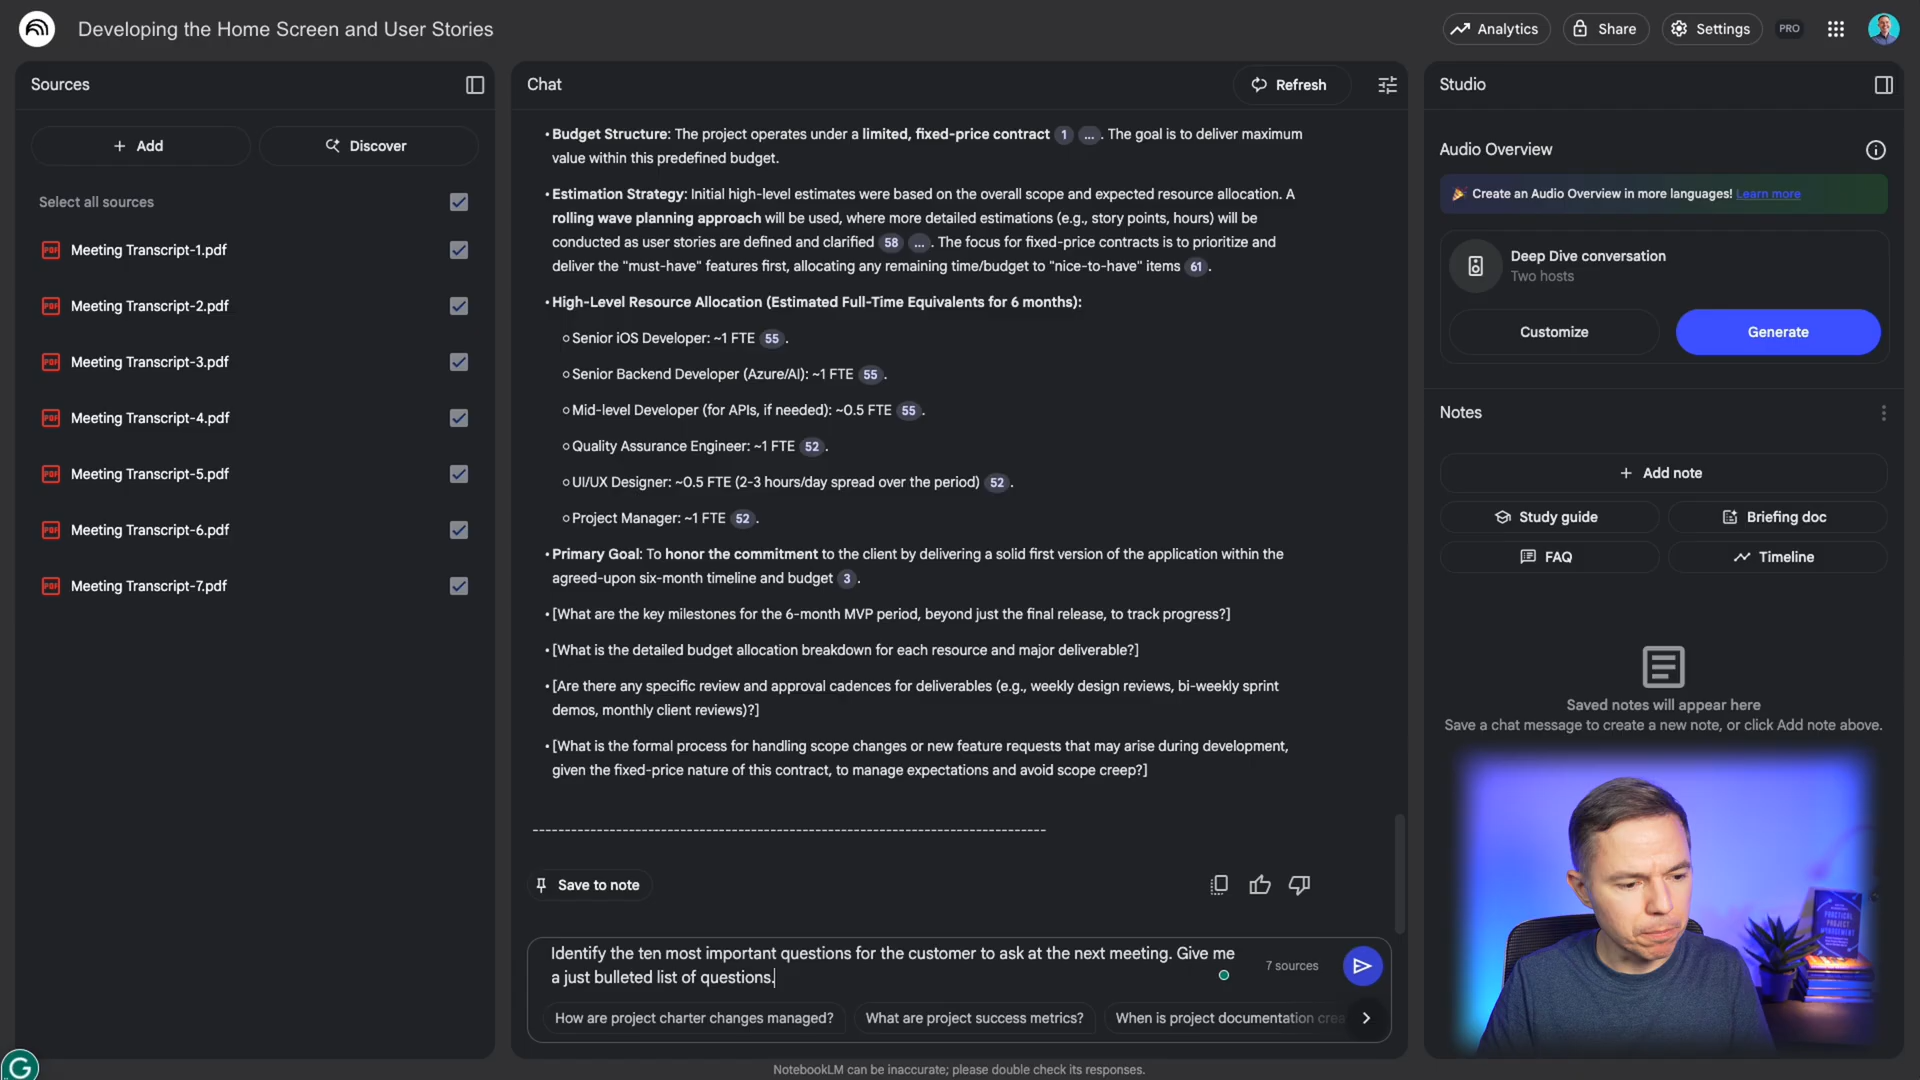 Developing the Home Screen and User Stories
Analytics
Share
Settings
PRO
Sources
Add
Discover
Select all sources
Meeting Transcript-1.pdf
Meeting Transcript-2.pdf
Meeting Transcript-3.pdf
Meeting Transcript-4.pdf
Meeting Transcript-5.pdf
Meeting Transcript-6.pdf
Meeting Transcript-7.pdf
Chat
Refresh
• Budget Structure: The project operates under a limited, fixed-price contract 1 ... . The goal is to deliver maximum
value within this predefined budget.
• Estimation Strategy: Initial high-level estimates were based on the overall scope and expected resource allocation. A
rolling wave planning approach will be used, where more detailed estimations (e.g., story points, hours) will be
conducted as user stories are defined and clarified 58 ... . The focus for fixed-price contracts is to prioritize and
deliver the "must-have" features first, allocating any remaining time/budget to "nice-to-have" items 61 .
• High-Level Resource Allocation (Estimated Full-Time Equivalents for 6 months):
○ Senior iOS Developer: ~1 FTE 55 .
○ Senior Backend Developer (Azure/AI): ~1 FTE 55 .
○ Mid-level Developer (for APIs, if needed): ~0.5 FTE 55 .
○ Quality Assurance Engineer: ~1 FTE 52 .
○ UI/UX Designer: ~0.5 FTE (2-3 hours/day spread over the period) 52 .
○ Project Manager: ~1 FTE 52 .
• Primary Goal: To honor the commitment to the client by delivering a solid first version of the application within the
agreed-upon six-month timeline and budget 3 .
• [What are the key milestones for the 6-month MVP period, beyond just the final release, to track progress?]
• [What is the detailed budget allocation breakdown for each resource and major deliverable?]
• [Are there any specific review and approval cadences for deliverables (e.g., weekly design reviews, bi-weekly sprint
demos, monthly client reviews)?]
• [What is the formal process for handling scope changes or new feature requests that may arise during development,
given the fixed-price nature of this contract, to manage expectations and avoid scope creep?]
--------------------------------------------------------------------------------
Save to note
Identify the ten most important questions for the customer to ask at the next meeting. Give me
a just bulleted list of questions.
7 sources
How are project charter changes managed?
What are project success metrics?
When is project documentation crea
NotebookLM can be inaccurate; please double check its responses.
Studio
Audio Overview
Create an Audio Overview in more languages! Learn more
Deep Dive conversation
Two hosts
Customize
Generate
Notes
Add note
Study guide
Briefing doc
FAQ
Timeline
Saved notes will appear here
Save a chat message to create a new note, or click Add note above.
PRACTICAL
PROJECT
MANAGEMENT